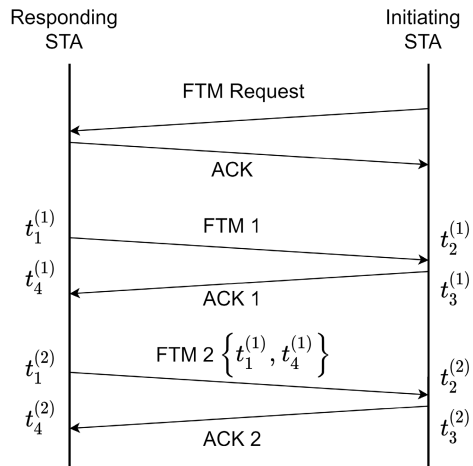 Responding STA
Initiating STA
FTM Request
ACK
t_1^{(1)}
FTM 1
t_2^{(1)}
t_4^{(1)}
ACK 1
t_3^{(1)}
t_1^{(2)}
FTM 2 {t_1^{(1)}, t_4^{(1)}}
t_2^{(2)}
t_4^{(2)}
ACK 2
t_3^{(2)}